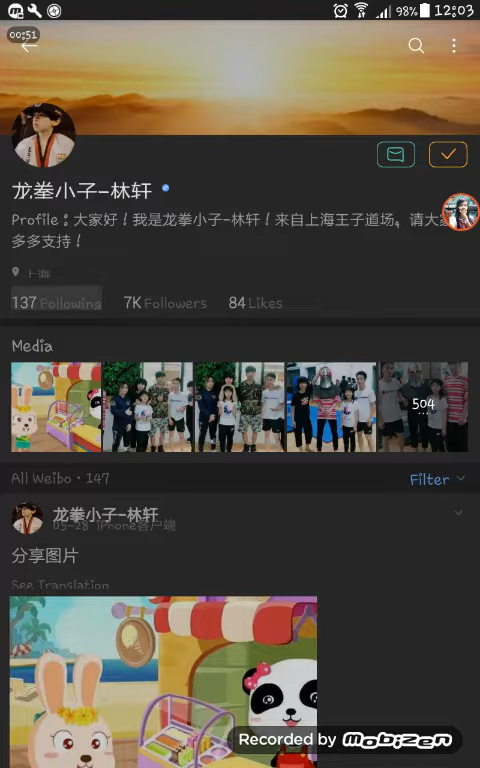 98% 12:03
00:51
龙拳小子-林轩
Profile：大家好！我是龙拳小子-林轩！来自上海王子道场。请大家
多多支持！
上海
137 Following 7K Followers 84 Likes
Media
504
All Weibo · 147
Filter
龙拳小子-林轩
05-28 iPhone客户端
分享图片
See Translation
Recorded by mobizen